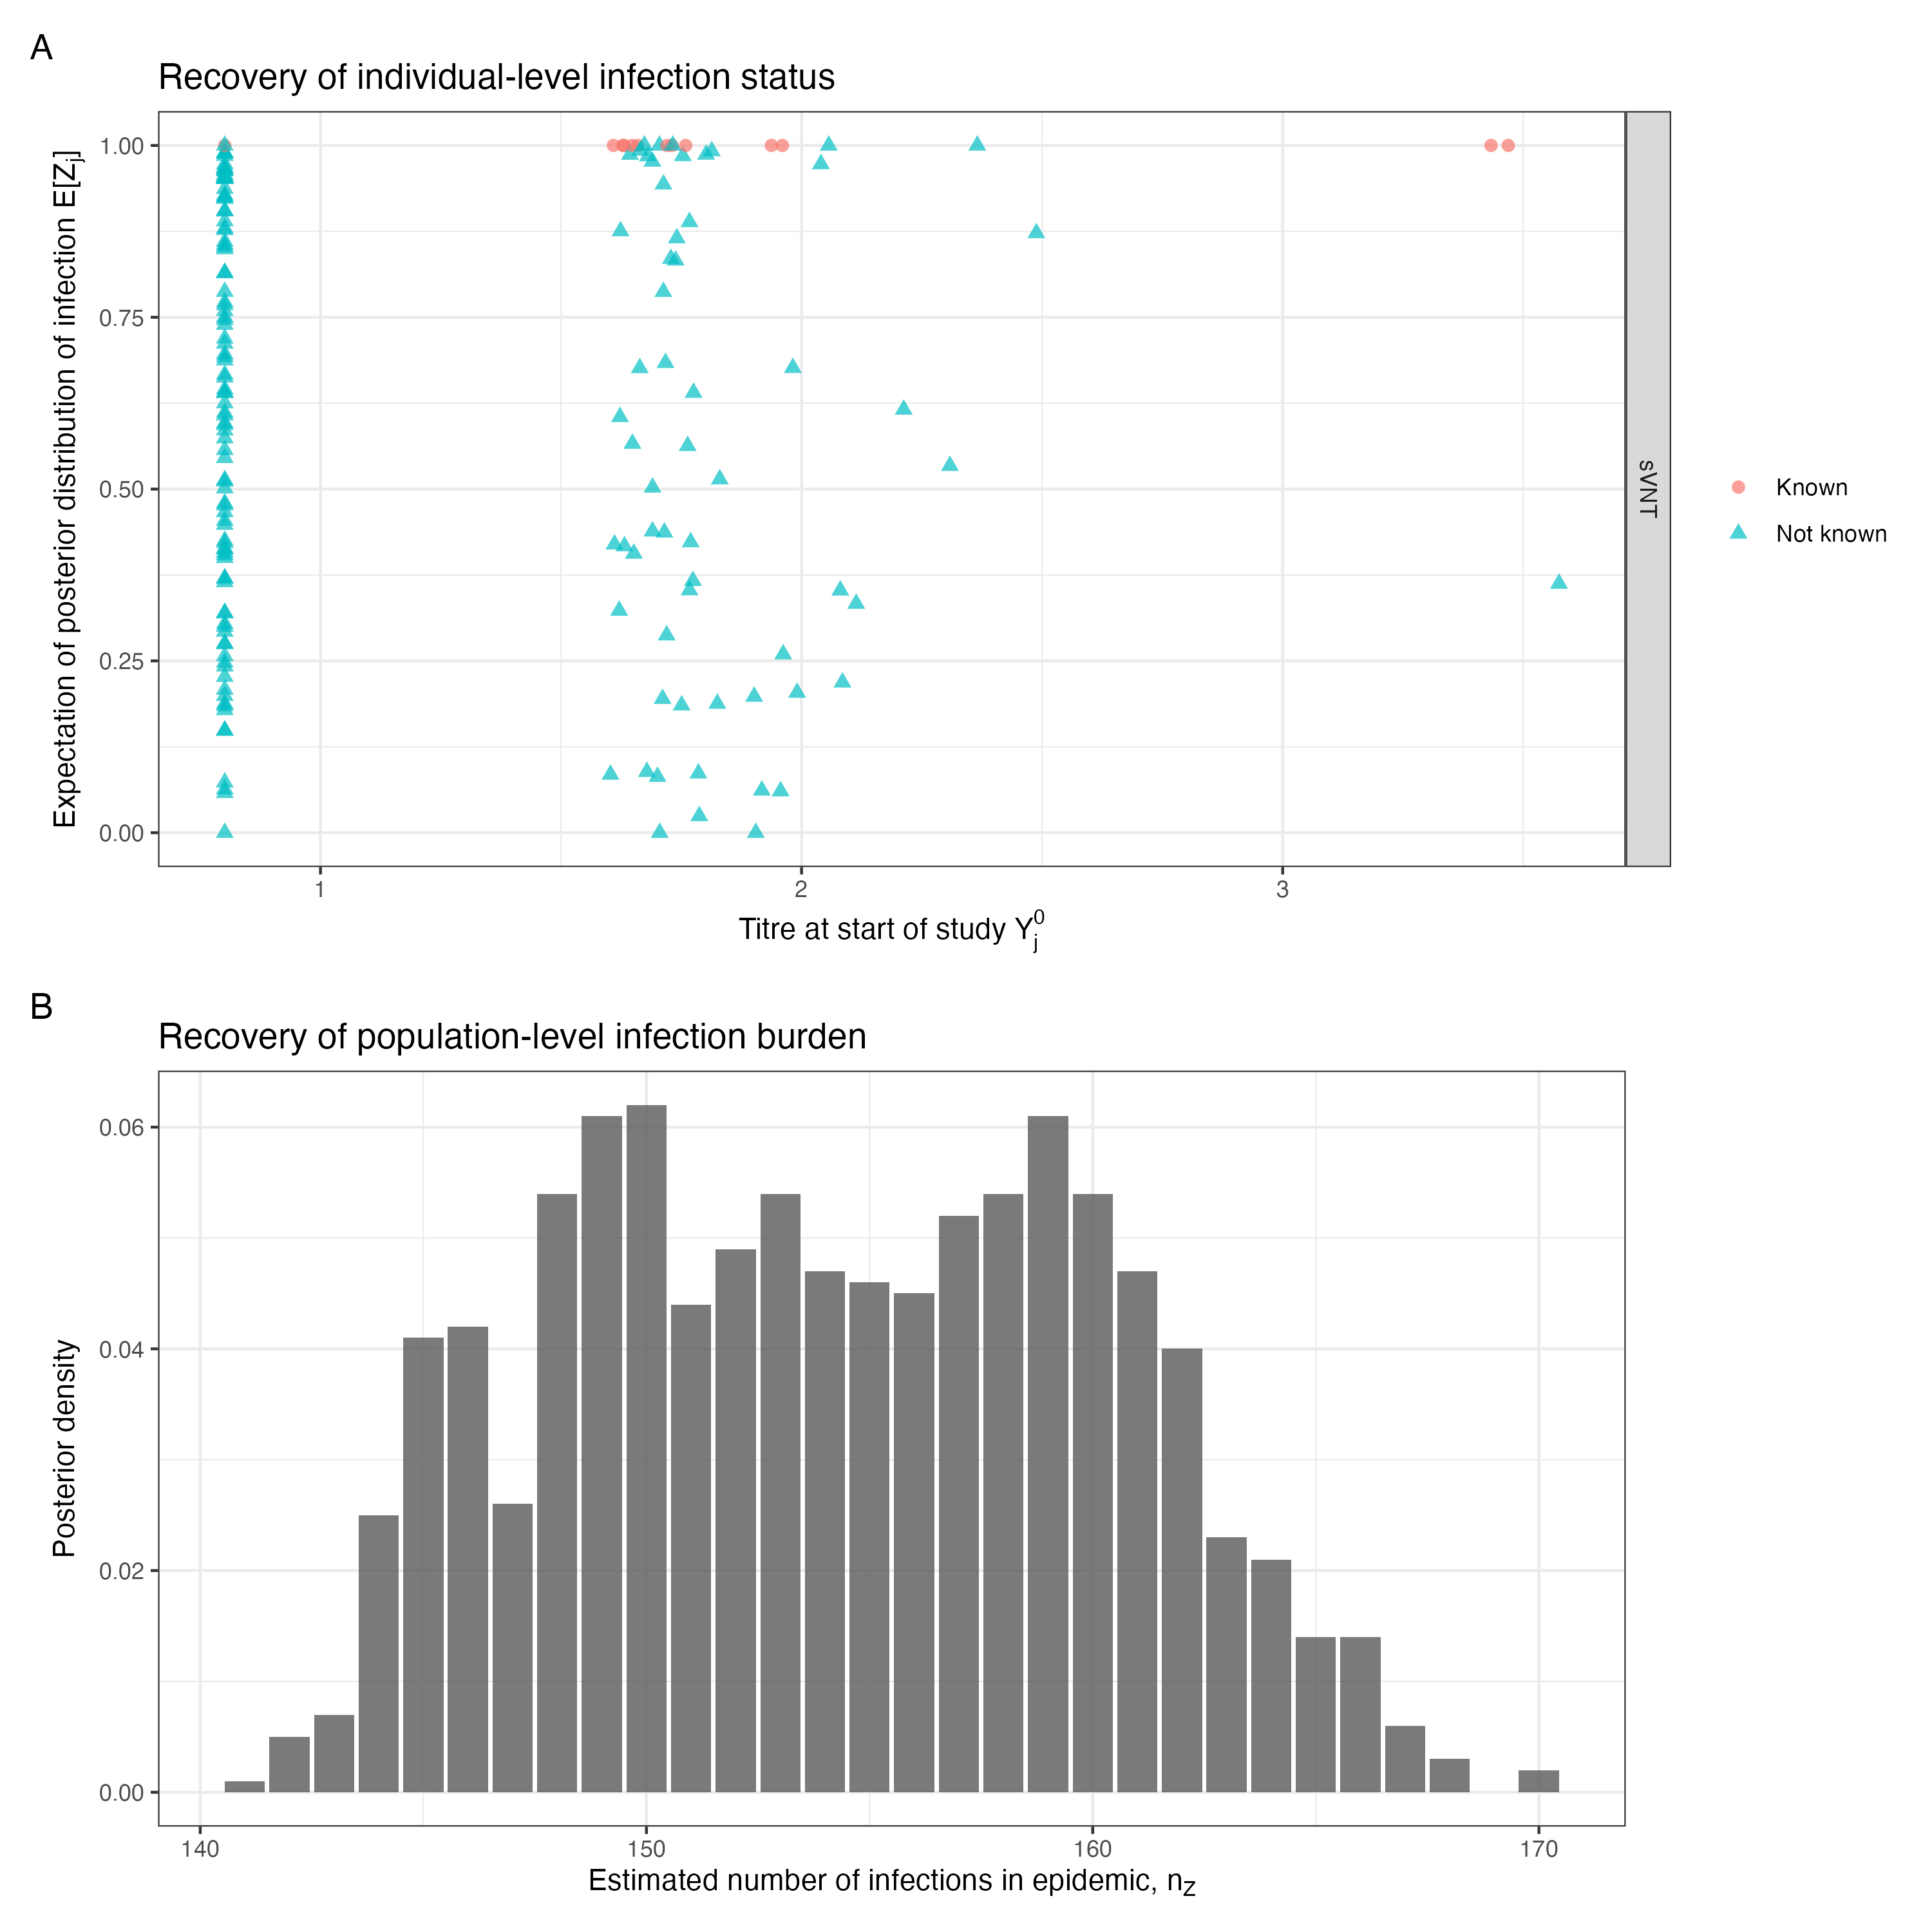 A
Recovery of individual-level infection status
Expectation of posterior distribution of infection E[Zj]
1.00
0.75
0.50
0.25
0.00
1 2 3
Titre at start of study Yj0
sVNT
Known
Not known
B
Recovery of population-level infection burden
Posterior density
0.06
0.04
0.02
0.00
140 150 160 170
Estimated number of infections in epidemic, nZ